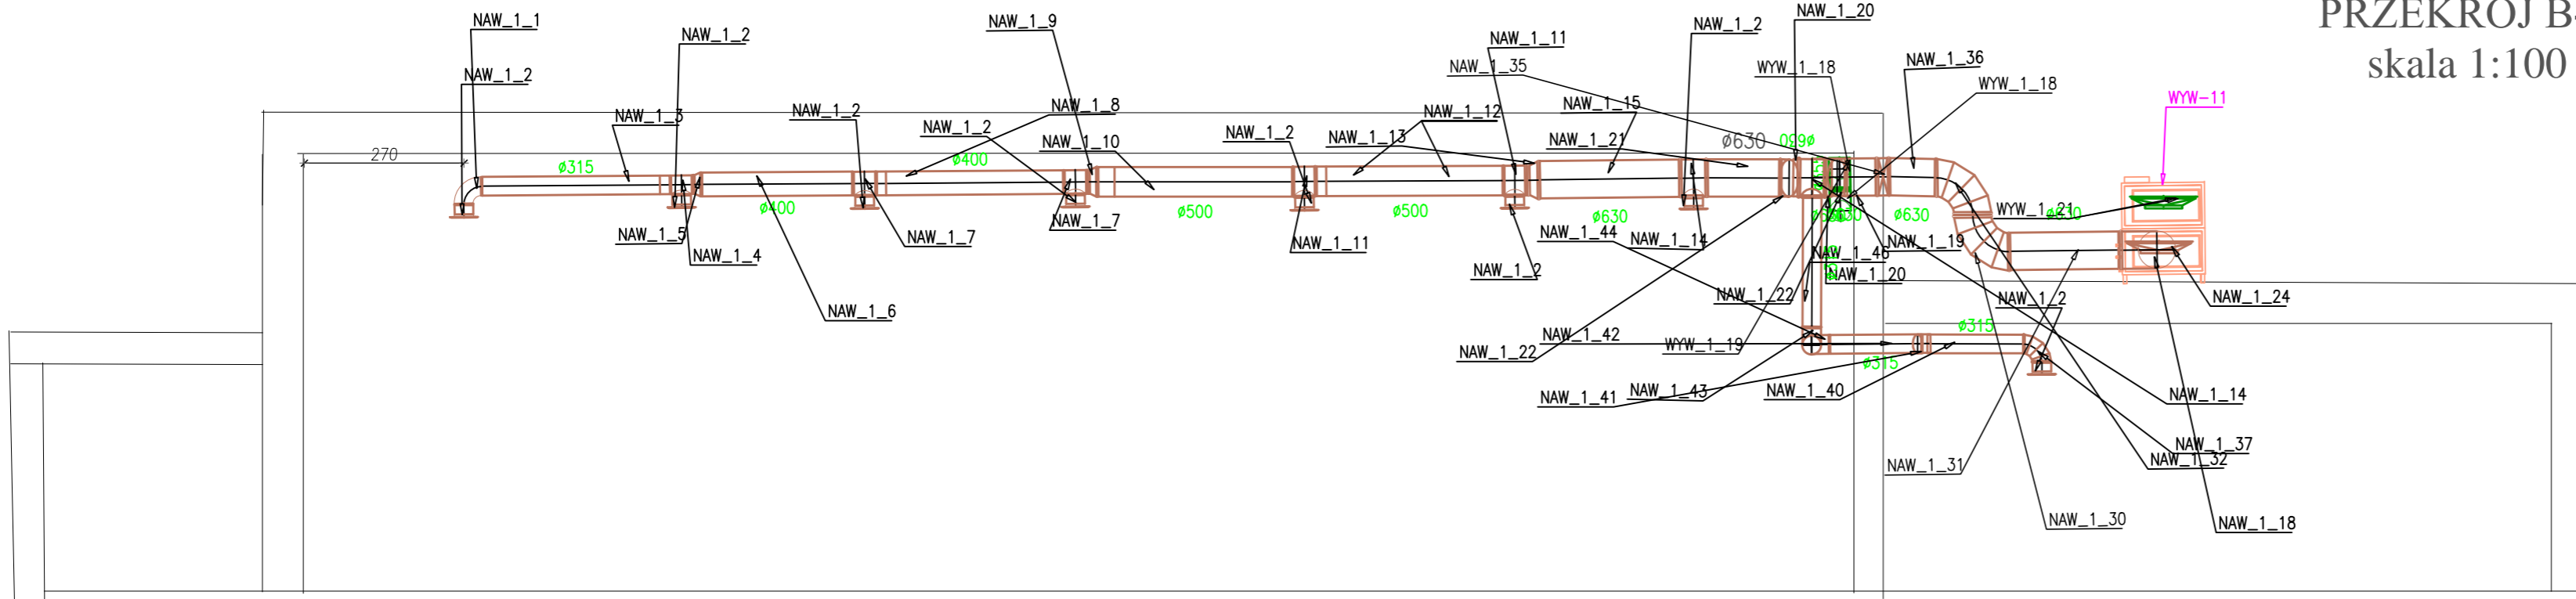 PRZEKRÓJ B-
skala 1:100
NAW_1_1
NAW_1_2
NAW_1_2
NAW_1_9
NAW_1_20
NAW_1_11
NAW_1_2
NAW_1_35
WYW_1_18
NAW_1_36
WYW_1_18
WYW-11
NAW_1_3
NAW_1_2
NAW_1_8
NAW_1_2
NAW_1_10
NAW_1_2
NAW_1_13
NAW_1_12
NAW_1_15
NAW_1_21
ø630
ø630
270
ø315
ø400
ø400
ø500
ø500
ø630
ø630
WYW_1_21
ø630
NAW_1_5
NAW_1_4
NAW_1_7
NAW_1_7
NAW_1_11
NAW_1_44
NAW_1_14
NAW_1_2
NAW_1_19
NAW_1_46
NAW_1_20
NAW_1_22
NAW_1_2
NAW_1_24
NAW_1_6
NAW_1_42
NAW_1_22
WYW_1_19
ø315
ø315
NAW_1_41
NAW_1_43
NAW_1_40
NAW_1_14
NAW_1_37
NAW_1_32
NAW_1_31
NAW_1_30
NAW_1_18